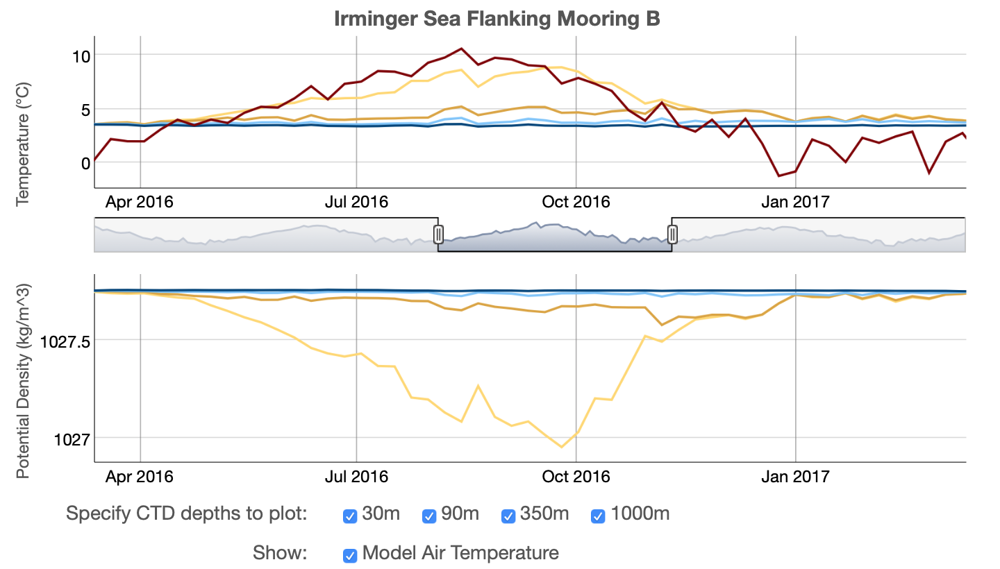 Irminger Sea Flanking Mooring B
Temperature (°C)
10
5
0
Apr 2016 Jul 2016 Oct 2016 Jan 2017
Potential Density (kg/m^3)
1027.5
1027
Apr 2016 Jul 2016 Oct 2016 Jan 2017
Specify CTD depths to plot: 30m 90m 350m 1000m
Show: Model Air Temperature